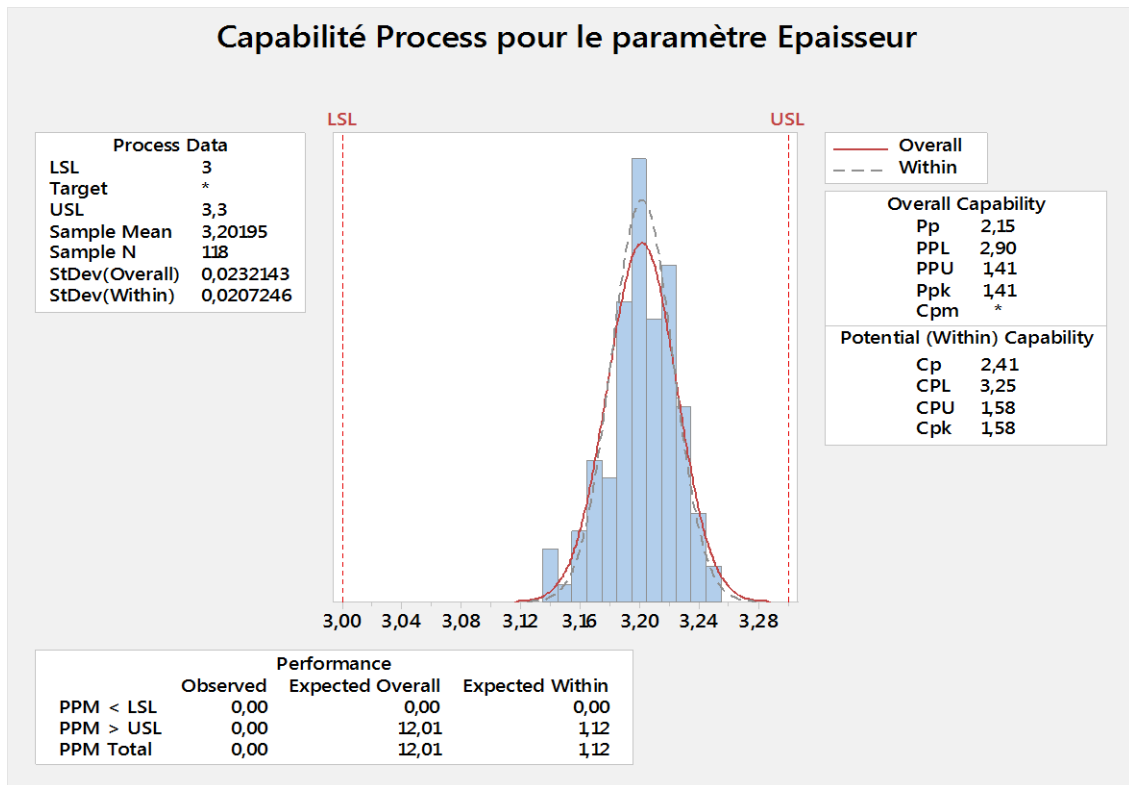 Capabilité Process pour le paramètre Epaisseur
LSL USL
Process Data
LSL 3
Target *
USL 3,3
Sample Mean 3,20195
Sample N 118
StDev(Overall) 0,0232143
StDev(Within) 0,0207246
Overall
Within
Overall Capability
Pp 2,15
PPL 2,90
PPU 1,41
Ppk 1,41
Cpm *
Potential (Within) Capability
Cp 2,41
CPL 3,25
CPU 1,58
Cpk 1,58
3,00 3,04 3,08 3,12 3,16 3,20 3,24 3,28
Performance
Observed Expected Overall Expected Within
PPM < LSL 0,00 0,00 0,00
PPM > USL 0,00 12,01 1,12
PPM Total 0,00 12,01 1,12